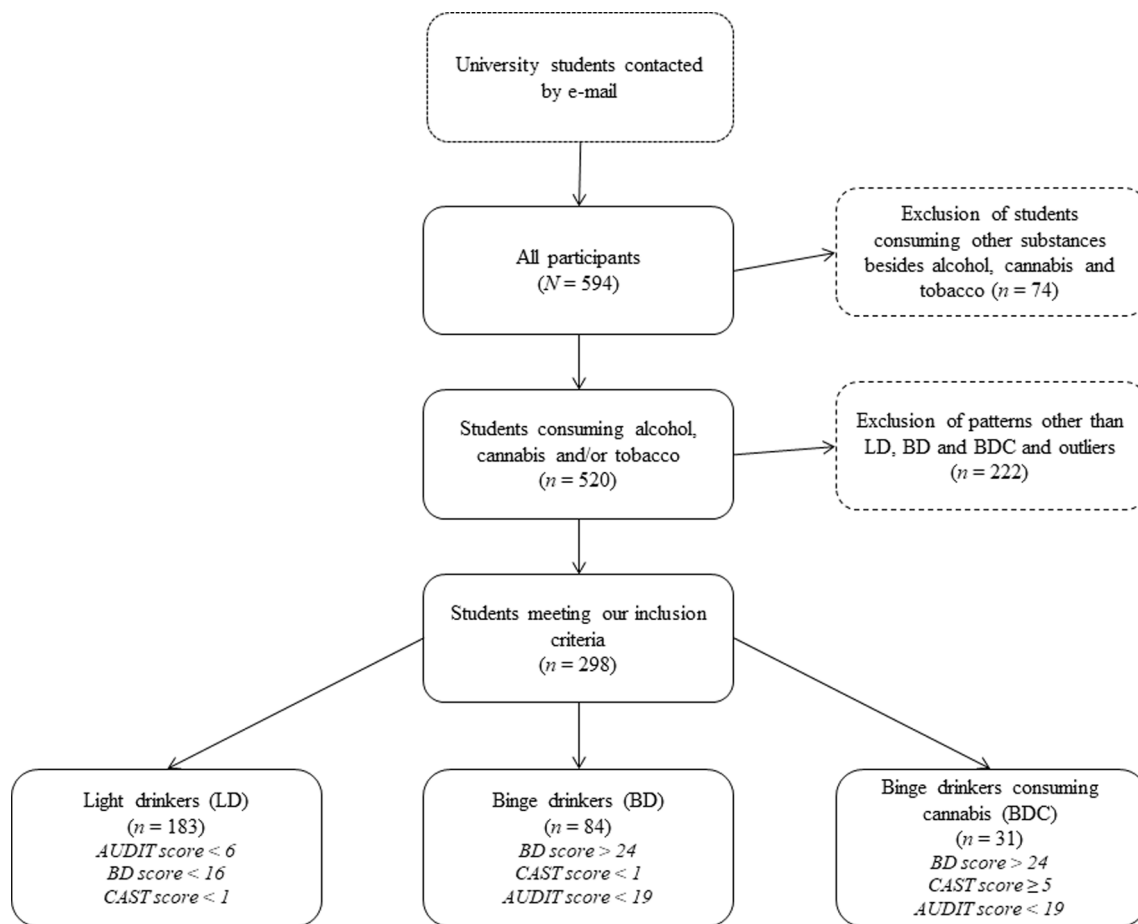 University students contacted
by e-mail
All participants
(N = 594)
Exclusion of students
consuming other substances
besides alcohol, cannabis and
tobacco (n = 74)
Students consuming alcohol,
cannabis and/or tobacco
(n = 520)
Exclusion of patterns other than
LD, BD and BDC and outliers
(n = 222)
Students meeting our inclusion
criteria
(n = 298)
Light drinkers (LD)
(n = 183)
AUDIT score < 6
BD score < 16
CAST score < 1
Binge drinkers (BD)
(n = 84)
BD score > 24
CAST score < 1
AUDIT score < 19
Binge drinkers consuming
cannabis (BDC)
(n = 31)
BD score > 24
CAST score ≥ 5
AUDIT score < 19